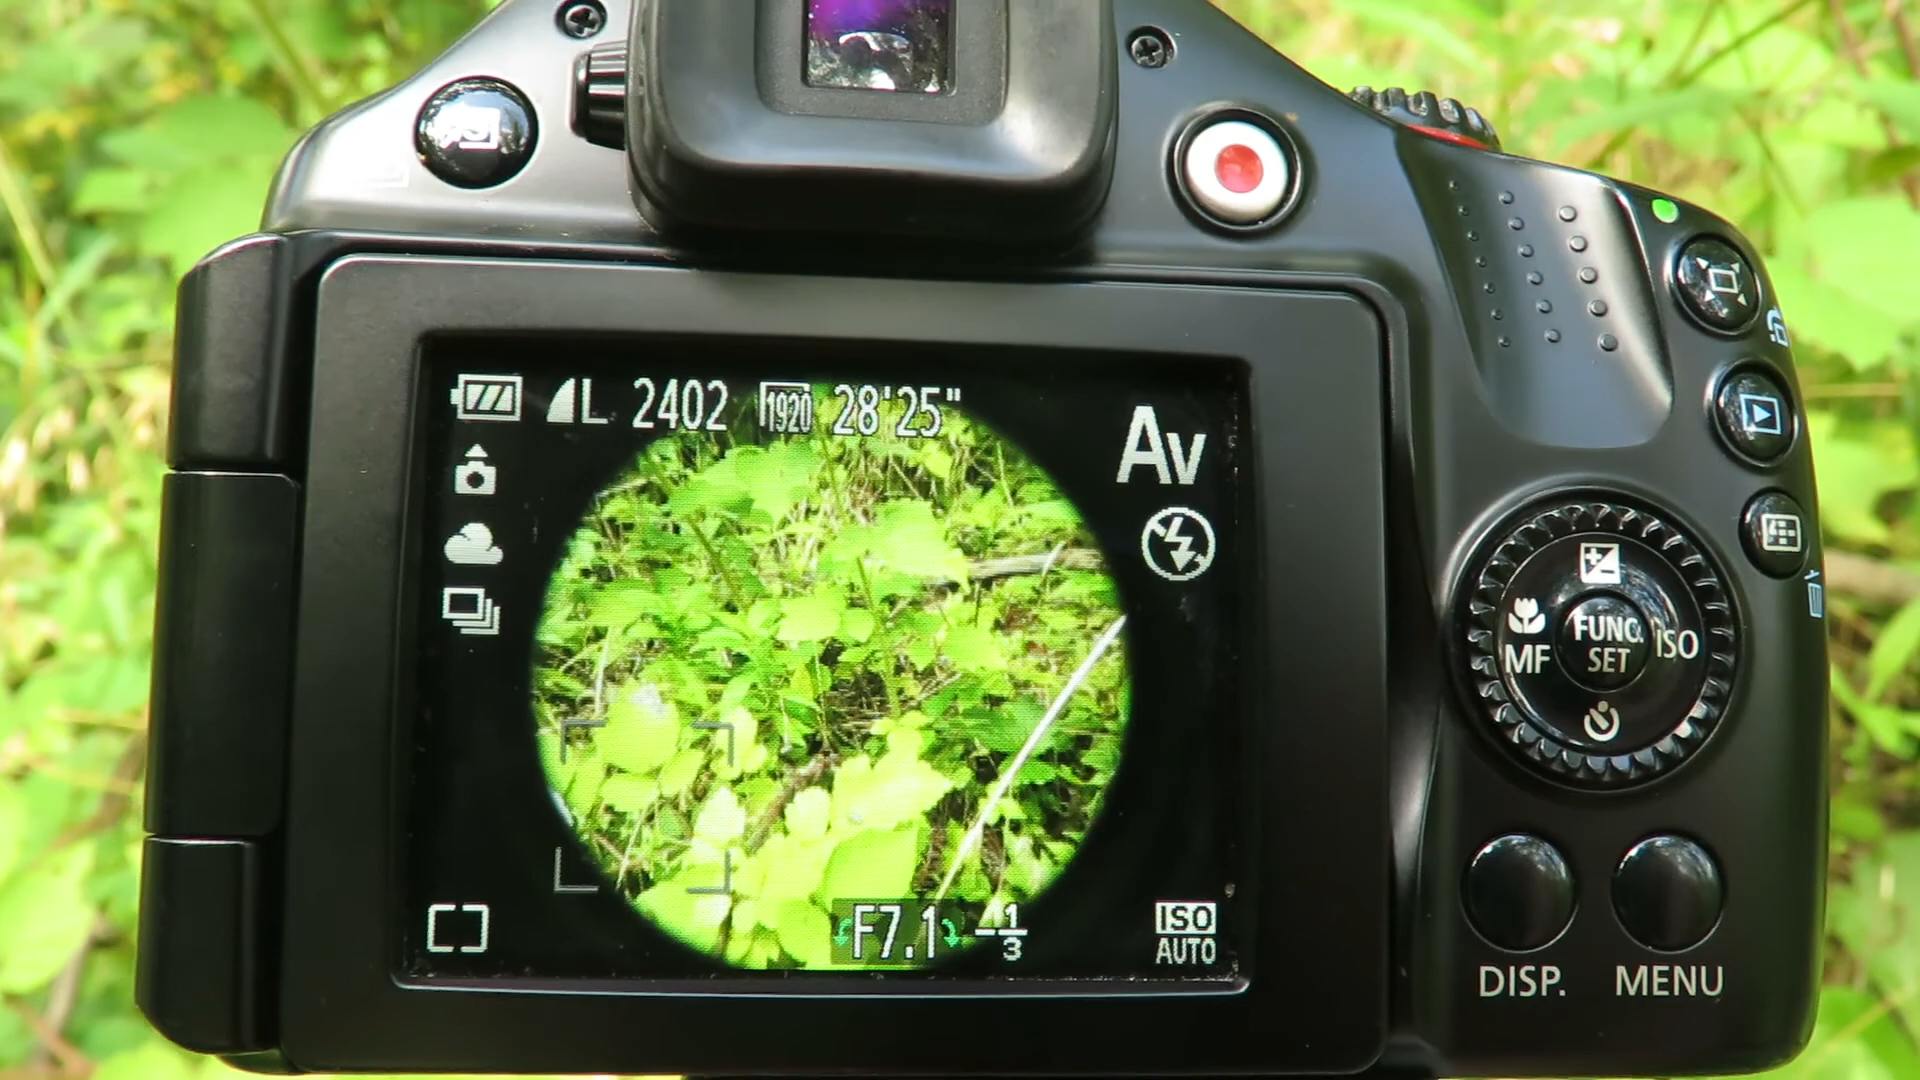 L 2402 1920 28'25"
Av
F7.1 -1/3
ISO
AUTO
MF
FUNC.
SET
ISO
DISP.
MENU